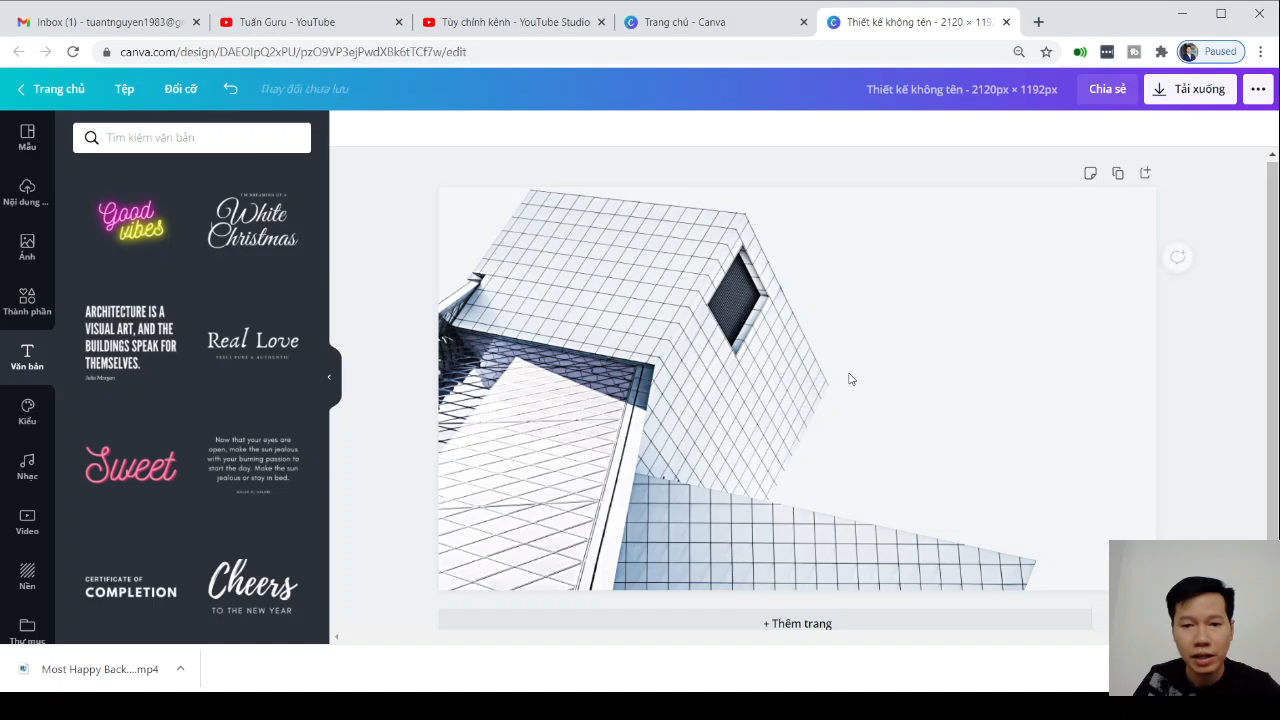 Inbox (1) - tuantnguyen1983@g
Tuấn Guru - YouTube
Tùy chỉnh kênh - YouTube Studio
Trang chủ - Canva
Thiết kế không tên - 2120 × 119
canva.com/design/DAEOIpQ2xPU/pzO9VP3ejPwdXBk6tTCf7w/edit
Paused
Trang chủ
Tệp
Đổi cỡ
Thay đổi chưa lưu
Thiết kế không tên - 2120px × 1192px
Chia sẻ
Tải xuống
Mẫu
Nội dung ...
Ảnh
Thành phần
Văn bản
Kiểu
Nhạc
Video
Nền
Thư mục
Tìm kiếm văn bản
Good
vibes
I'M DREAMING OF A
White
Christmas
ARCHITECTURE IS A
VISUAL ART, AND THE
BUILDINGS SPEAK FOR
THEMSELVES.
Julia Morgan
Real Love
Sweet
Now that your eyes are
open, make the sun jealous
with your burning passion to
start the day. Make the sun
jealous or stay in bed.
CERTIFICATE OF
COMPLETION
Cheers
TO THE NEW YEAR
+ Thêm trang
Most Happy Back....mp4